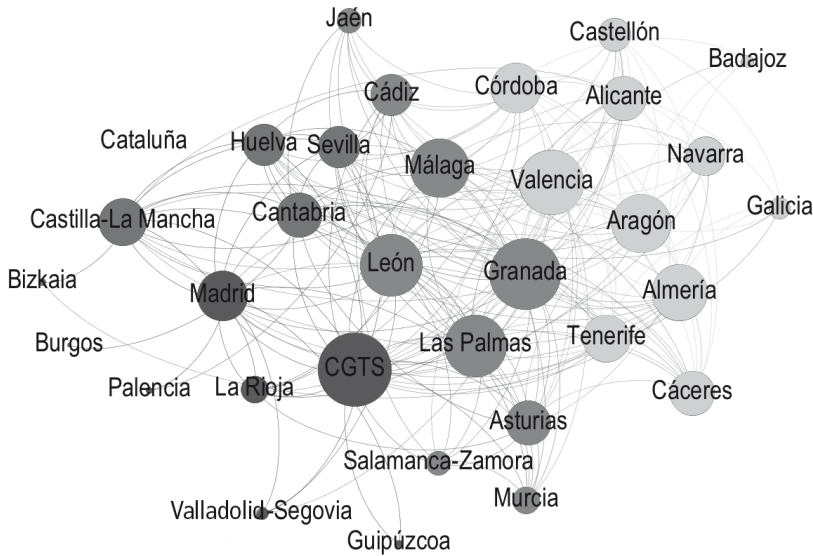 Jaén
Castellón
Badajoz
Cádiz
Córdoba
Alicante
Cataluña
Huelva
Sevilla
Málaga
Valencia
Navarra
Castilla-La Mancha
Cantabria
Aragón
Galicia
Bizkaia
Madrid
León
Granada
Almería
Burgos
Las Palmas
Tenerife
Palencia
La Rioja
CGTS
Cáceres
Asturias
Salamanca-Zamora
Murcia
Valladolid-Segovia
Guipúzcoa